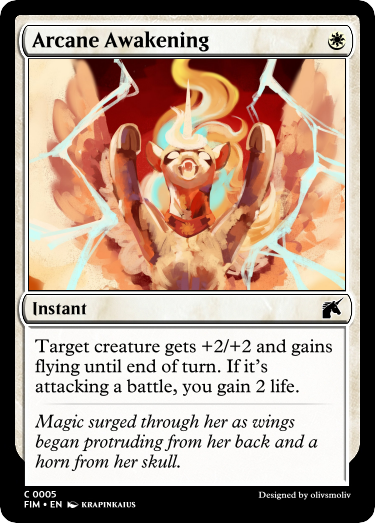 Arcane Awakening
Instant
Target creature gets +2/+2 and gains
flying until end of turn. If it's
attacking a battle, you gain 2 life.
Magic surged through her as wings
began protruding from her back and a
horn from her skull.
C 0005
FIM • EN KRAPINKAIUS
Designed by olivsmoliv